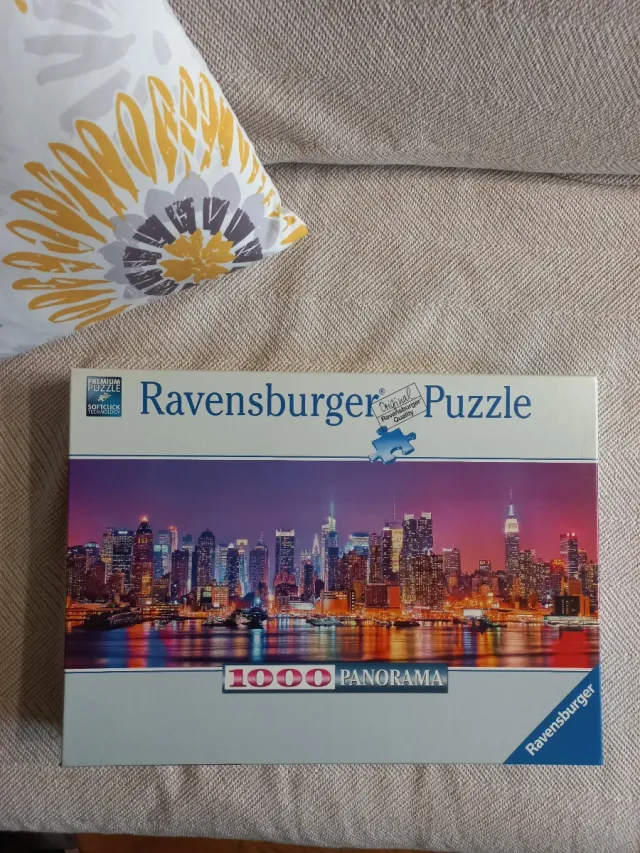 PREMIUM
PUZZLE
SOFTCLICK
TECHNOLOGY
Ravensburger® Puzzle
Original
Ravensburger
Quality
1000 PANORAMA
Ravensburger